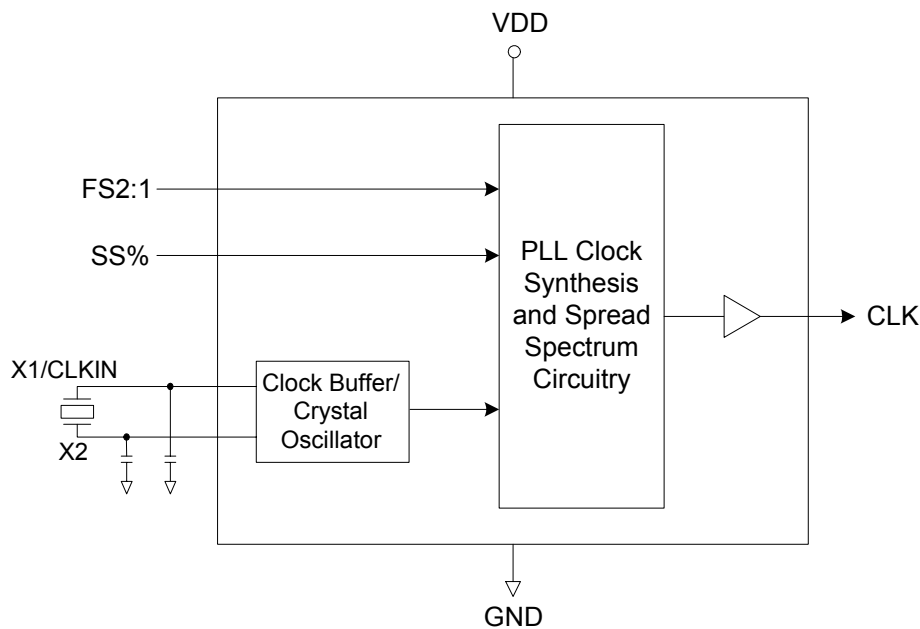 VDD
FS2:1
SS%
PLL Clock
Synthesis
and Spread
Spectrum
Circuitry
CLK
X1/CLKIN
X2
Clock Buffer/
Crystal
Oscillator
GND